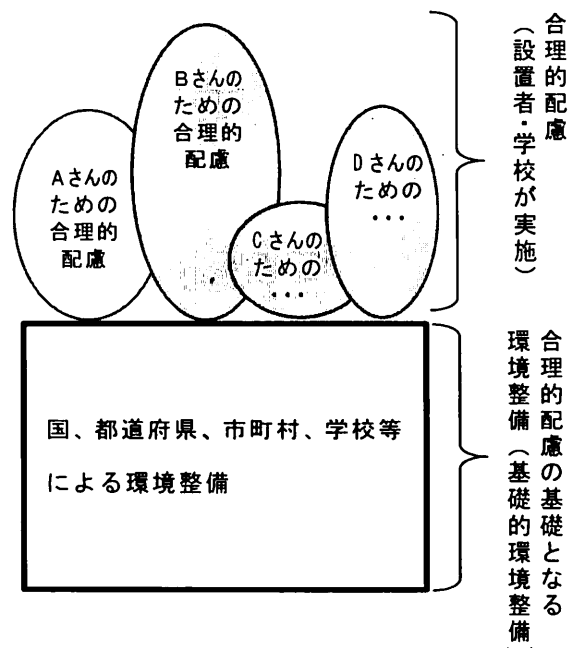 Aさんの
ための
合理的
配慮
Bさんの
ための
合理的
配慮
Cさんの
ための
・・・
Dさんの
ための
・・・
合理的配慮
（設置者・学校が実施）
国、都道府県、市町村、学校等
による環境整備
合理的配慮の基礎となる
環境整備（基礎的環境整備）